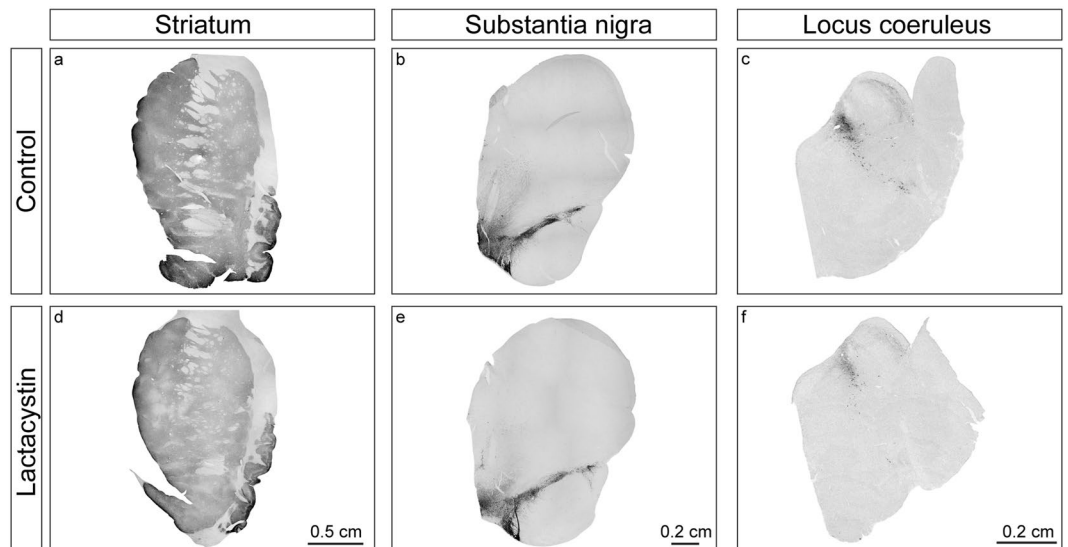 Striatum
Substantia nigra
Locus coeruleus
Control
a
b
c
Lactacystin
d
e
f
0.5 cm
0.2 cm
0.2 cm